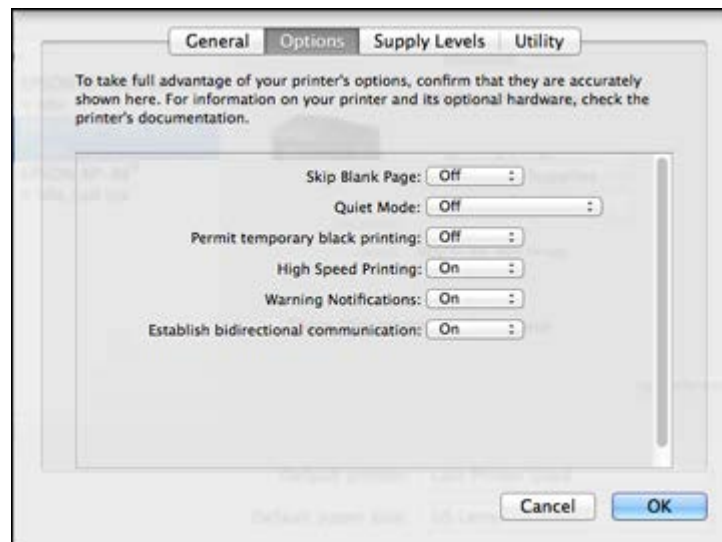 General Options Supply Levels Utility
To take full advantage of your printer's options, confirm that they are accurately
shown here. For information on your printer and its optional hardware, check the
printer's documentation.
Skip Blank Page: Off
Quiet Mode: Off
Permit temporary black printing: Off
High Speed Printing: On
Warning Notifications: On
Establish bidirectional communication: On
Cancel OK